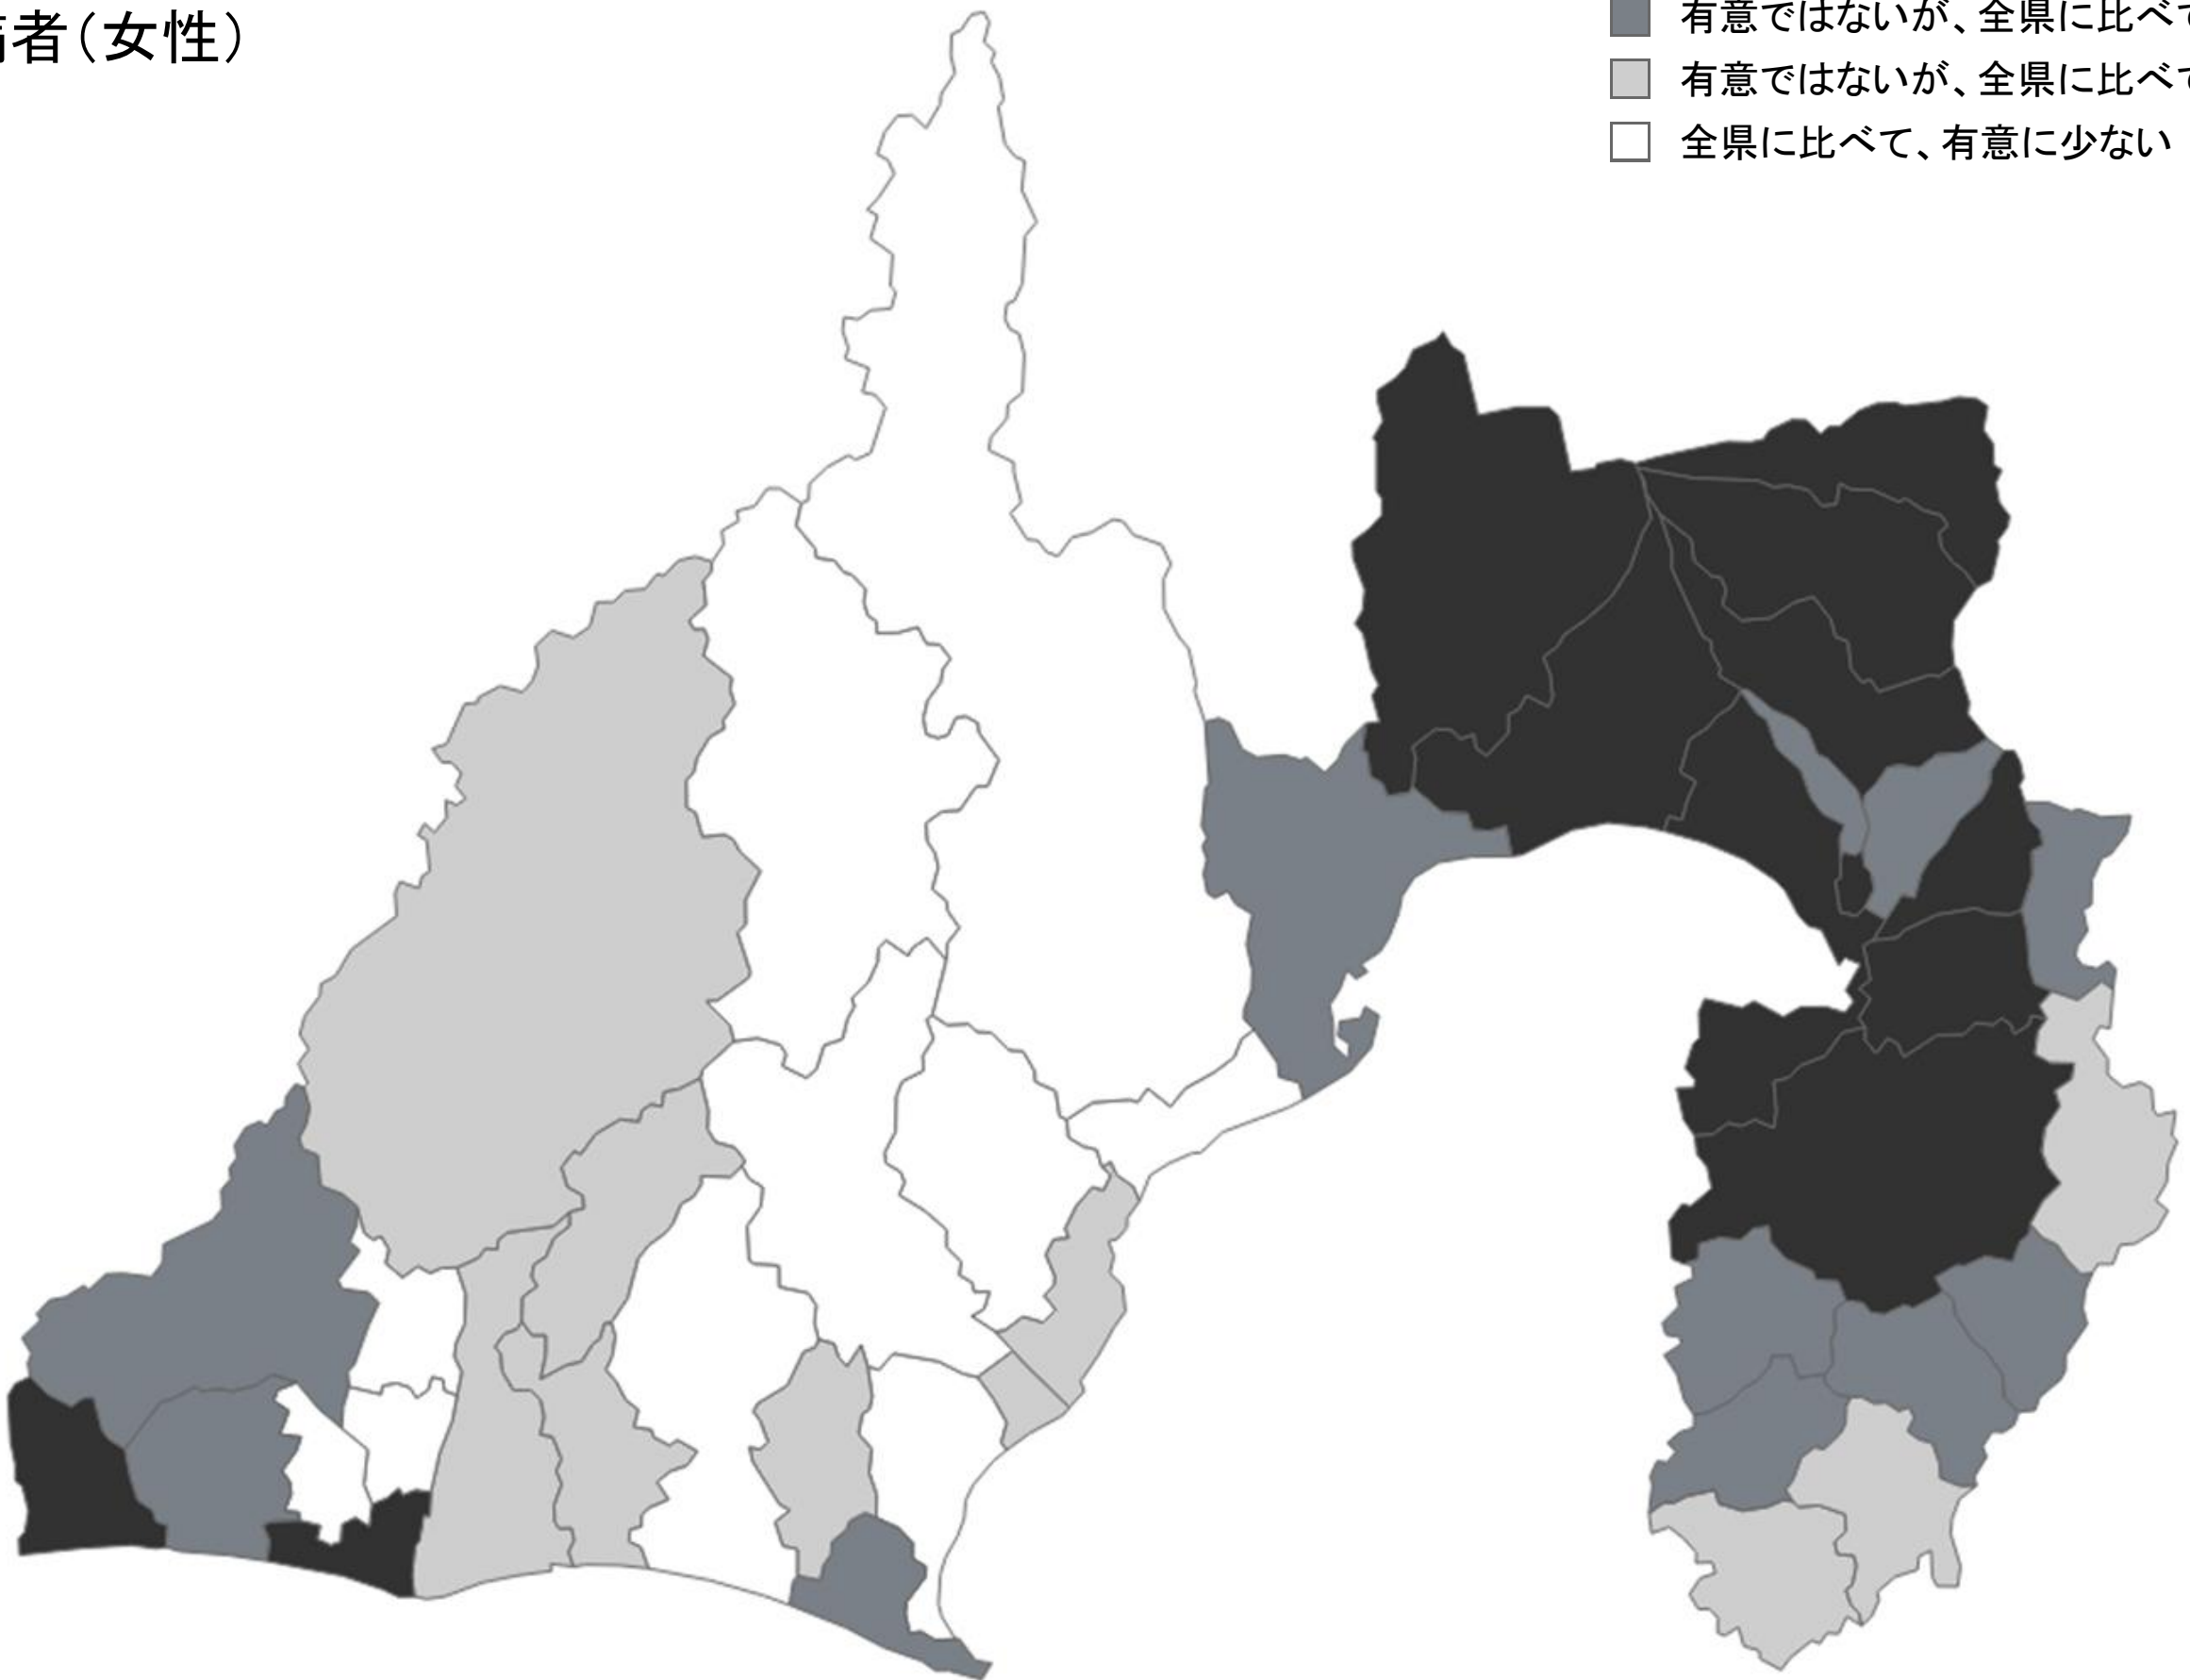 者(女性)
有意ではないが、全県に比べて
有意ではないが、全県に比べて
全県に比べて、有意に少ない